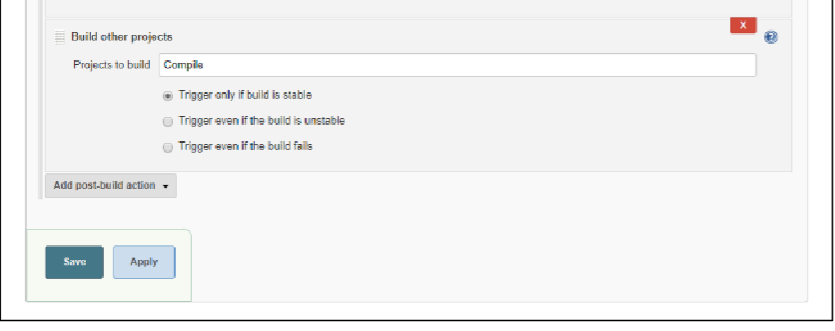 X
Build other projects
Projects to build Compile
Trigger only if build is stable
Trigger even if the build is unstable
Trigger even if the build fails
Add post-build action
Save Apply